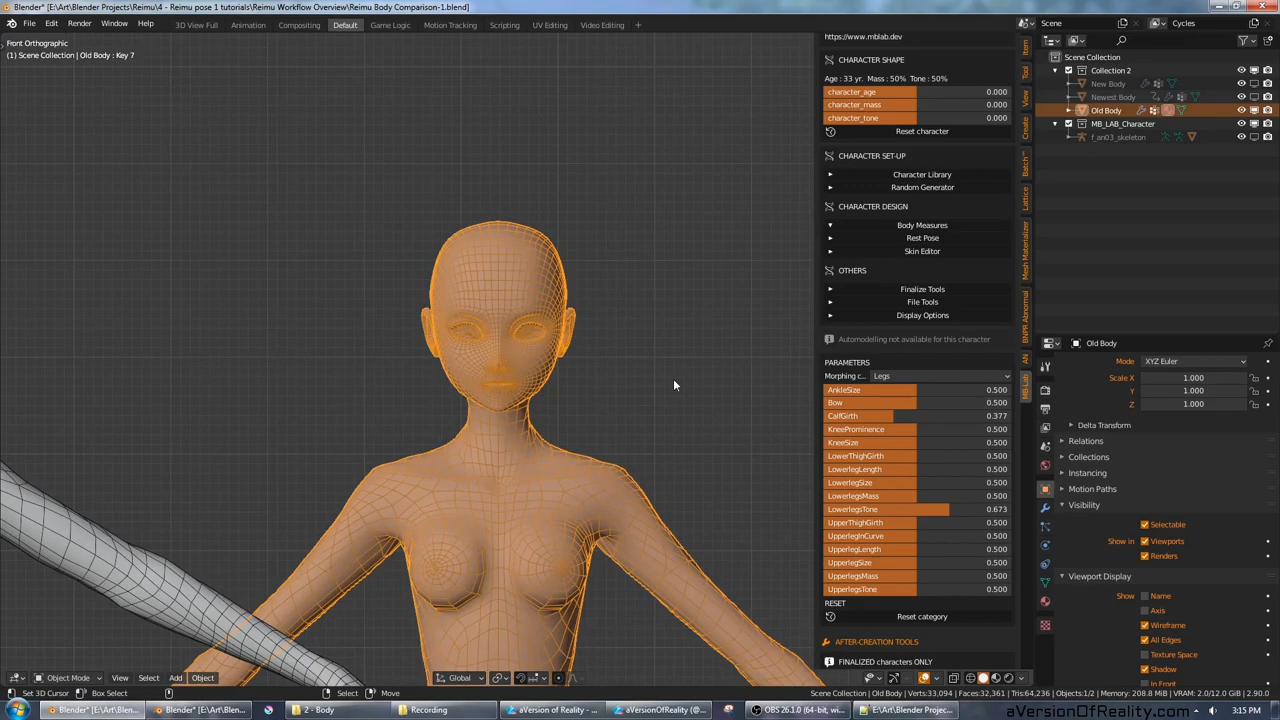 Blender* [E:\Art\Blender Projects\Reimu\4 - Reimu pose 1 tutorials\Reimu Workflow Overview\Reimu Body Comparison-1.blend]
File Edit Render Window Help 3D View Full Animation Compositing Default Game Logic Motion Tracking Scripting UV Editing Video Editing + Scene Cycles
Front Orthographic
(1) Scene Collection | Old Body : Key 7
https://www.mblab.dev
CHARACTER SHAPE
Age : 33 yr. Mass : 50% Tone : 50%
character_age 0.000
character_mass 0.000
character_tone 0.000
Reset character
CHARACTER SET-UP
Character Library
Random Generator
CHARACTER DESIGN
Body Measures
Rest Pose
Skin Editor
OTHERS
Finalize Tools
File Tools
Display Options
Automodelling not available for this character
PARAMETERS
Morphing c... Legs
AnkleSize 0.500
Bow 0.500
CalfGirth 0.377
KneeProminence 0.500
KneeSize 0.500
LowerThighGirth 0.500
LowerlegLength 0.500
LowerlegSize 0.500
LowerlegsMass 0.500
LowerlegsTone 0.673
UpperThighGirth 0.500
UpperlegInCurve 0.500
UpperlegLength 0.500
UpperlegSize 0.500
UpperlegsMass 0.500
UpperlegsTone 0.500
RESET
Reset category
AFTER-CREATION TOOLS
FINALIZED characters ONLY
Item
Tool
View
Create
Batch™
Lattice
Mesh Materializer
BNPR Abnormal
AN
MB-Lab
Scene Collection
Collection 2
New Body
Newest Body
Old Body
MB_LAB_Character
f_an03_skeleton
Old Body
Mode XYZ Euler
Scale X 1.000
Y 1.000
Z 1.000
Delta Transform
Relations
Collections
Instancing
Motion Paths
Visibility
Selectable
Show in Viewports
Renders
Viewport Display
Show Name
Axis
Wireframe
All Edges
Texture Space
Shadow
In Front
Object Mode View Select Add Object Global
Set 3D Cursor Box Select Select Move Scene Collection | Old Body | Verts:33,094 | Faces:32,361 | Tris:64,236 | Objects:1/2 | Memory: 208.8 MiB | VRAM: 2.0/12.0 GiB | 2.90.0
Blender* [E:\Art\Blen... Blender* [E:\Art\Blen... 2 - Body Recording aVersion of Reality - ... aVersionOfReality (@... OBS 26.1.0 (64-bit, wi... E:\Art\Blender Projec... 3:15 PM
aVersionOfReality.com